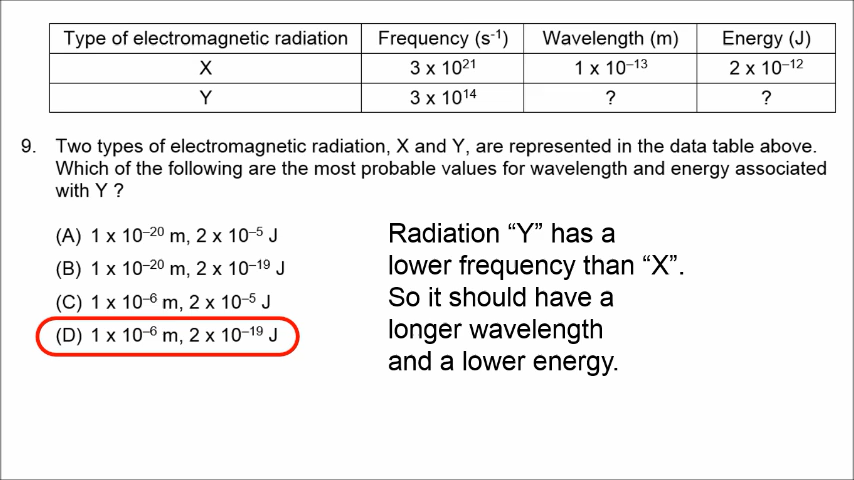 Type of electromagnetic radiation Frequency (s⁻¹) Wavelength (m) Energy (J)
X 3 x 10²¹ 1 x 10⁻¹³ 2 x 10⁻¹²
Y 3 x 10¹⁴ ? ?
9. Two types of electromagnetic radiation, X and Y, are represented in the data table above.
Which of the following are the most probable values for wavelength and energy associated
with Y ?
(A) 1 x 10⁻²⁰ m, 2 x 10⁻⁵ J
(B) 1 x 10⁻²⁰ m, 2 x 10⁻¹⁹ J
(C) 1 x 10⁻⁶ m, 2 x 10⁻⁵ J
(D) 1 x 10⁻⁶ m, 2 x 10⁻¹⁹ J
Radiation “Y” has a
lower frequency than “X”.
So it should have a
longer wavelength
and a lower energy.